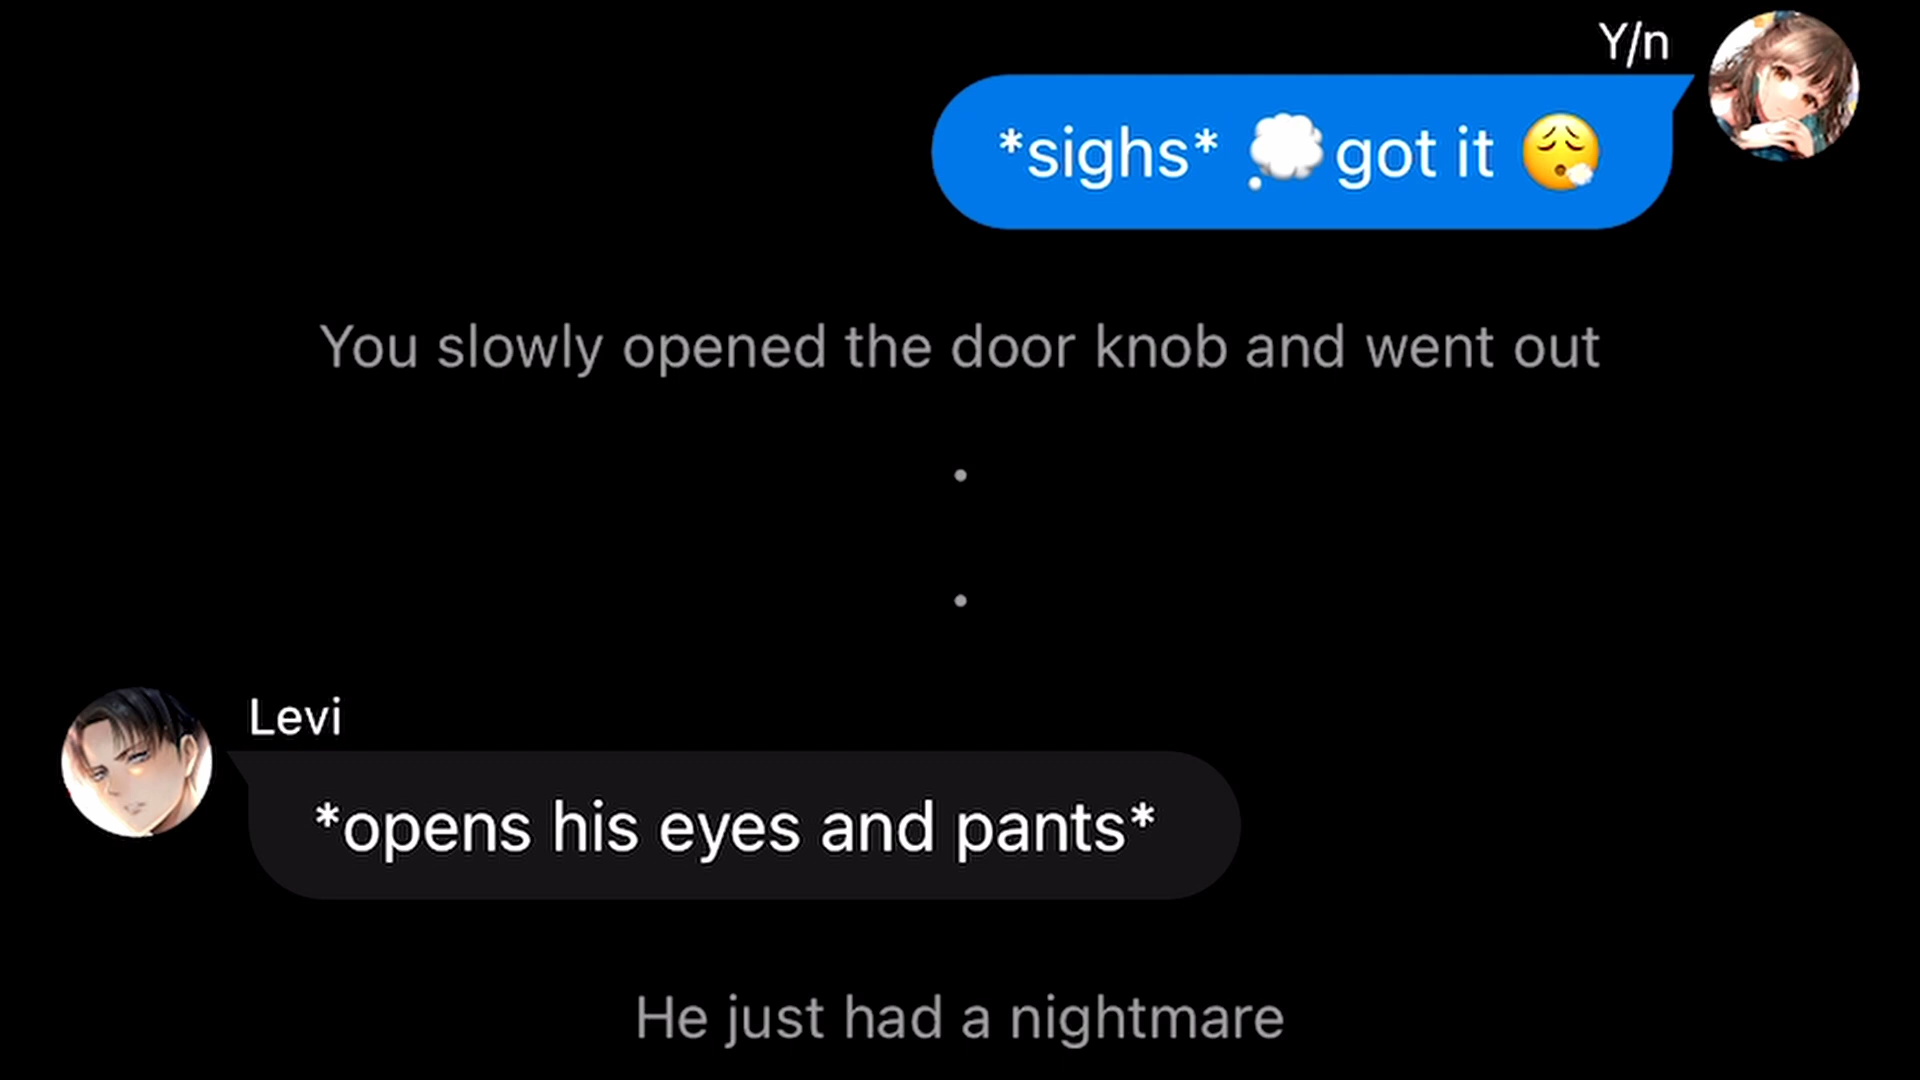 Y/n
*sighs* 💭got it 😮‍💨
You slowly opened the door knob and went out
.
.
Levi
*opens his eyes and pants*
He just had a nightmare